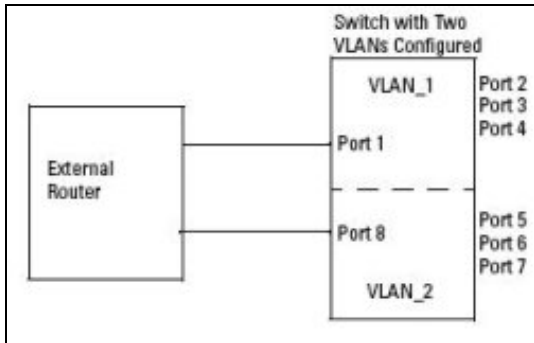 Switch with Two
VLANs Configured
VLAN_1
Port 2
Port 3
Port 4
Port 1
External
Router
Port 8
Port 5
Port 6
Port 7
VLAN_2